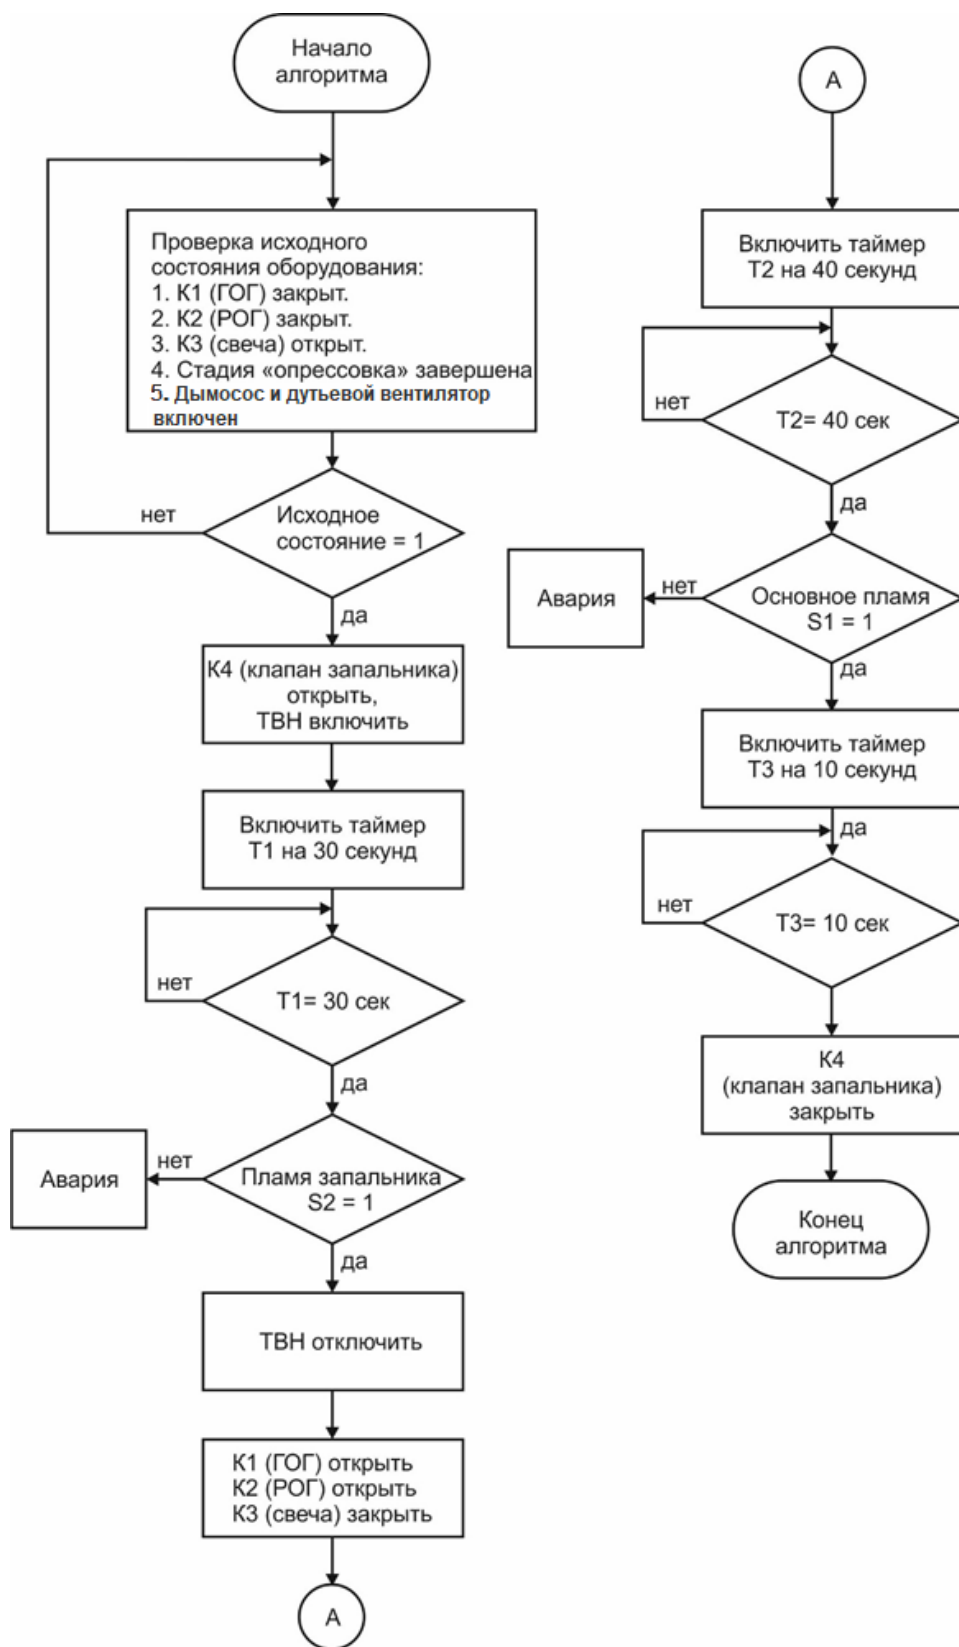 Начало
алгоритма
Проверка исходного
состояния оборудования:
1. К1 (ГОГ) закрыт.
2. К2 (РОГ) закрыт.
3. К3 (свеча) открыт.
4. Стадия «опрессовка» завершена
5. Дымосос и дутьевой вентилятор
включен
нет
Исходное
состояние = 1
да
К4 (клапан запальника)
открыть,
ТВН включить
Включить таймер
Т1 на 30 секунд
нет
Т1= 30 сек
да
Авария
нет
Пламя запальника
S2 = 1
да
ТВН отключить
К1 (ГОГ) открыть
К2 (РОГ) открыть
К3 (свеча) закрыть
А
А
Включить таймер
Т2 на 40 секунд
нет
Т2= 40 сек
да
Авария
нет
Основное пламя
S1 = 1
да
Включить таймер
Т3 на 10 секунд
да
нет
Т3= 10 сек
К4
(клапан запальника)
закрыть
Конец
алгоритма